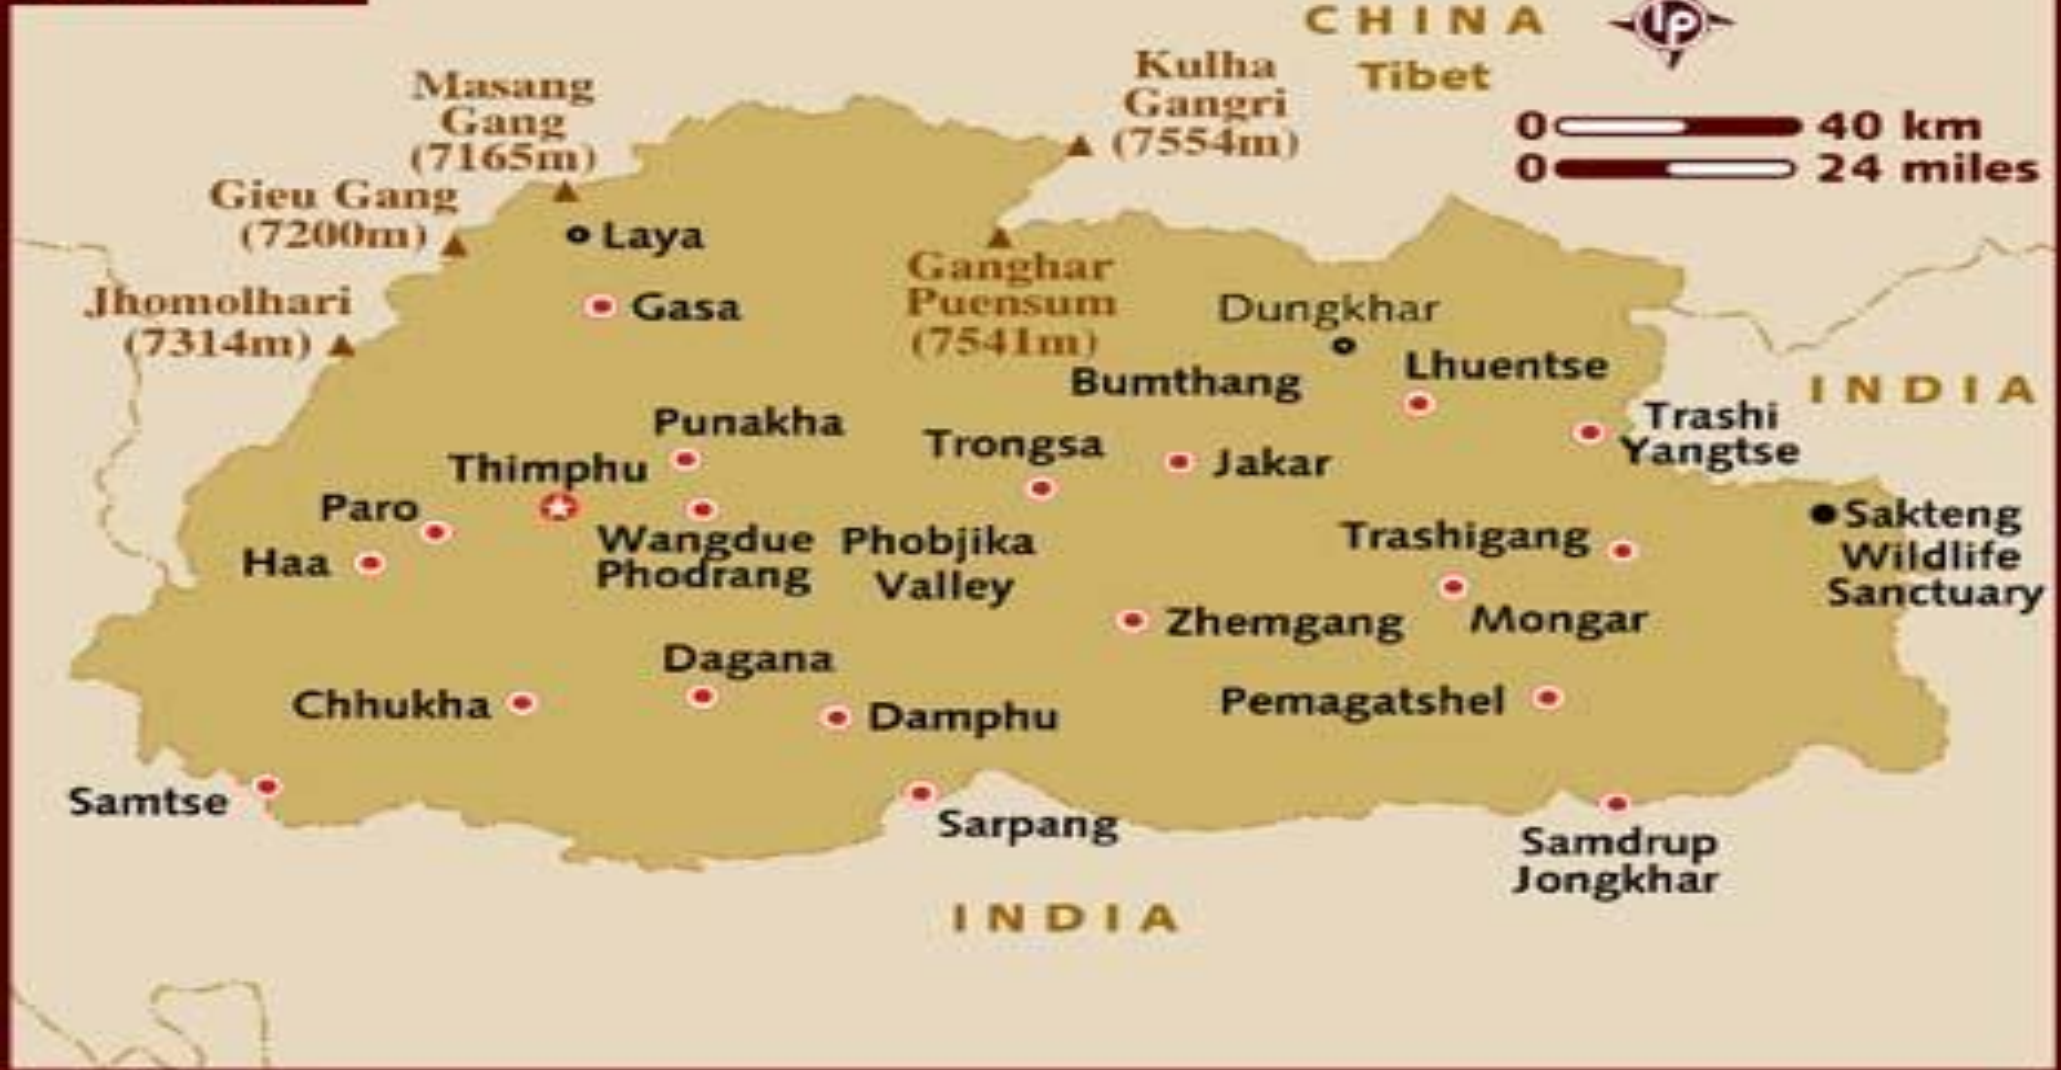 CHINA
Tibet
lp
0 40 km
0 24 miles
Kulha
Gangri
(7554m)
Masang
Gang
(7165m)
Gieu Gang
(7200m)
Laya
Jhomolhari
(7314m)
Gasa
Ganghar
Puensum
(7541m)
Dungkhar
Bumthang
Lhuentse
INDIA
Trashi
Yangtse
Punakha
Trongsa
Jakar
Thimphu
Paro
Haa
Wangdue
Phodrang
Phobjika
Valley
Trashigang
Sakteng
Wildlife
Sanctuary
Zhemgang
Mongar
Dagana
Chhukha
Damphu
Pemagatshel
Samtse
Sarpang
Samdrup
Jongkhar
INDIA